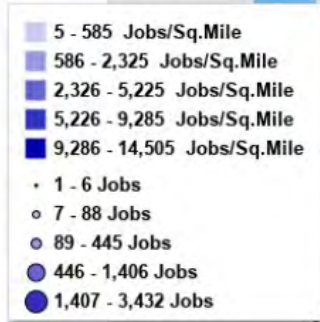 5 - 585 Jobs/Sq.Mile
586 - 2,325 Jobs/Sq.Mile
2,326 - 5,225 Jobs/Sq.Mile
5,226 - 9,285 Jobs/Sq.Mile
9,286 - 14,505 Jobs/Sq.Mile
1 - 6 Jobs
7 - 88 Jobs
89 - 445 Jobs
446 - 1,406 Jobs
1,407 - 3,432 Jobs